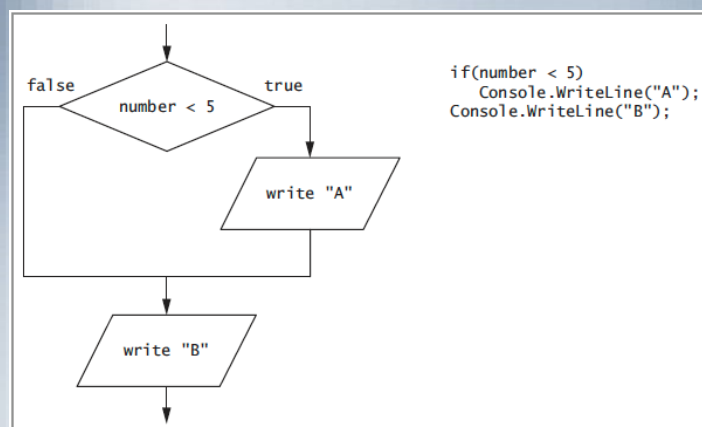 false
true
number < 5
write "A"
write "B"
if(number < 5)
   Console.WriteLine("A");
Console.WriteLine("B");